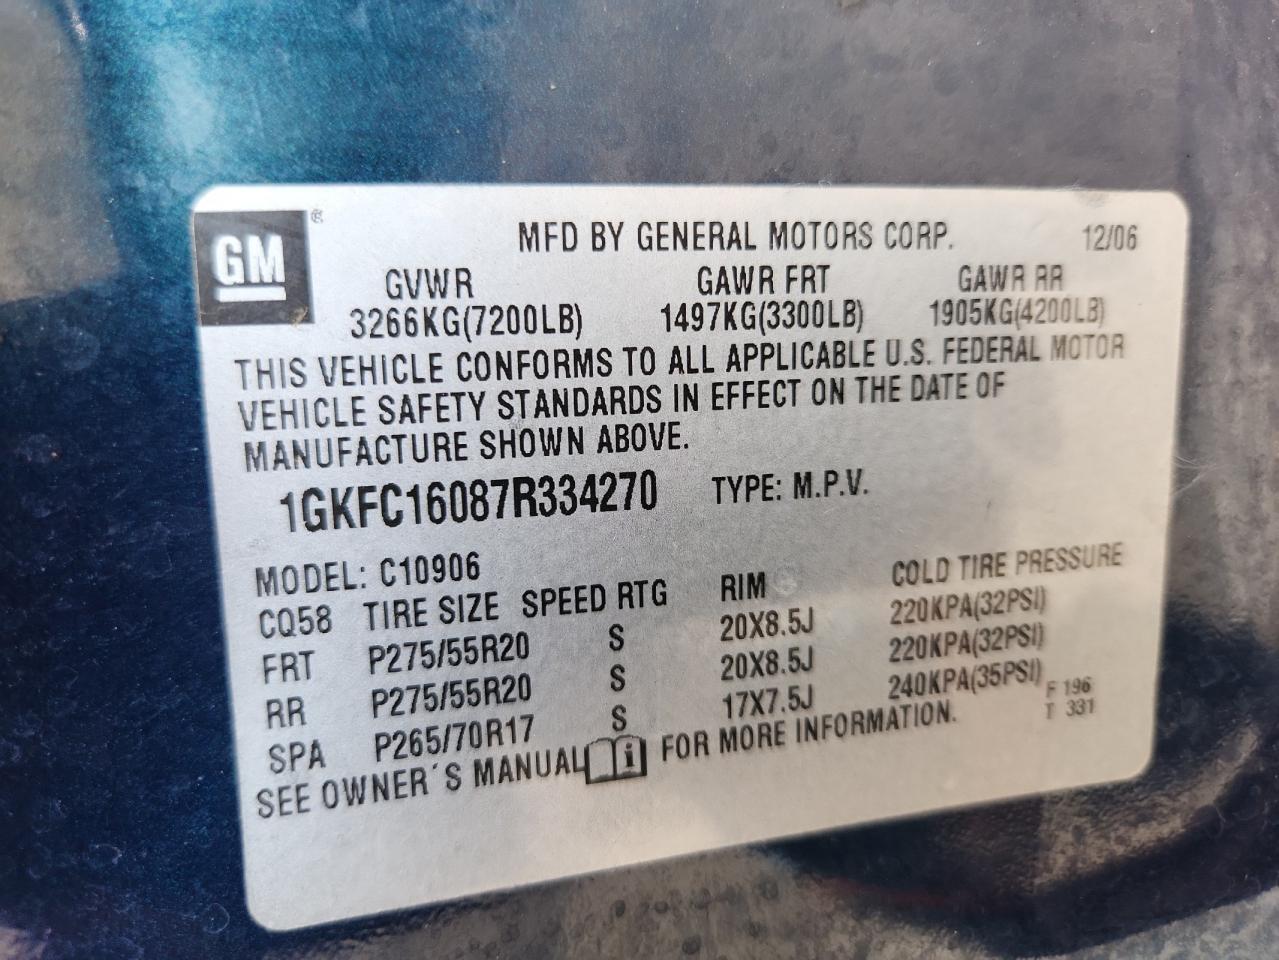 GM ®
MFD BY GENERAL MOTORS CORP. 12/06
GVWR GAWR FRT GAWR RR
3266KG(7200LB) 1497KG(3300LB) 1905KG(4200LB)
THIS VEHICLE CONFORMS TO ALL APPLICABLE U.S. FEDERAL MOTOR
VEHICLE SAFETY STANDARDS IN EFFECT ON THE DATE OF
MANUFACTURE SHOWN ABOVE.
1GKFC16087R334270 TYPE: M.P.V.
MODEL: C10906
CQ58 TIRE SIZE SPEED RTG RIM COLD TIRE PRESSURE
FRT P275/55R20 S 20X8.5J 220KPA(32PSI)
RR P275/55R20 S 20X8.5J 220KPA(32PSI)
SPA P265/70R17 S 17X7.5J 240KPA(35PSI)
F 196
T 331
SEE OWNER´S MANUAL i FOR MORE INFORMATION.